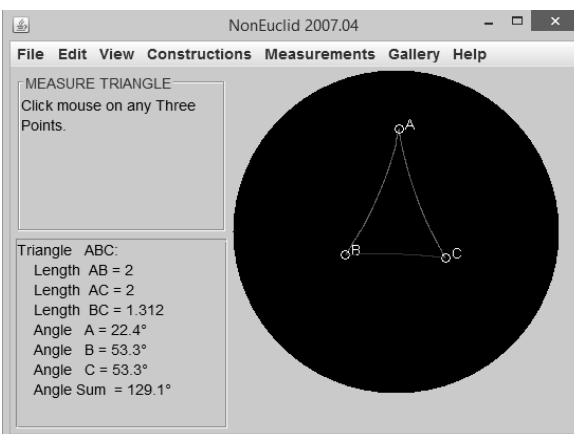 NonEuclid 2007.04
File Edit View Constructions Measurements Gallery Help
MEASURE TRIANGLE
Click mouse on any Three
Points.
A
B
C
Triangle ABC:
Length AB = 2
Length AC = 2
Length BC = 1.312
Angle A = 22.4°
Angle B = 53.3°
Angle C = 53.3°
Angle Sum = 129.1°